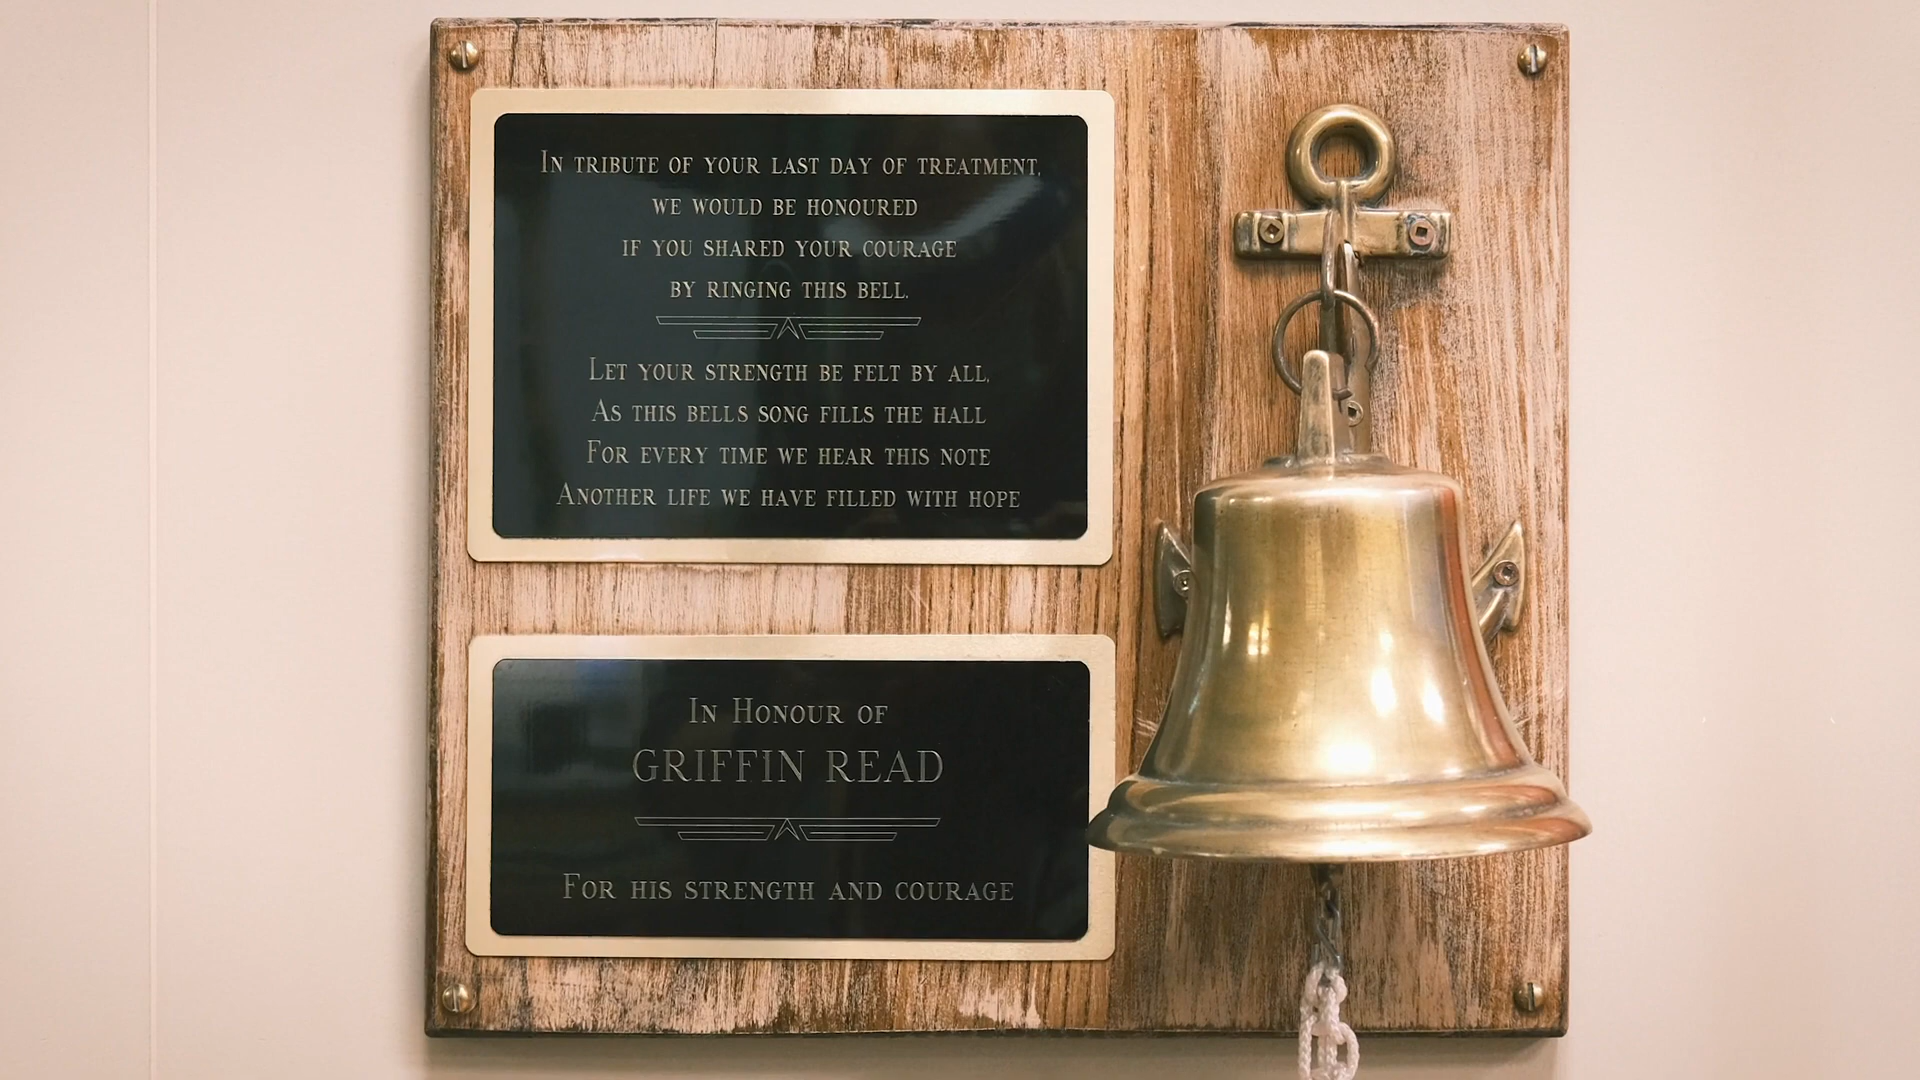 In tribute of your last day of treatment,
we would be honoured
if you shared your courage
by ringing this bell.
Let your strength be felt by all,
As this bells song fills the hall
For every time we hear this note
Another life we have filled with hope
In Honour of
GRIFFIN READ
For his strength and courage